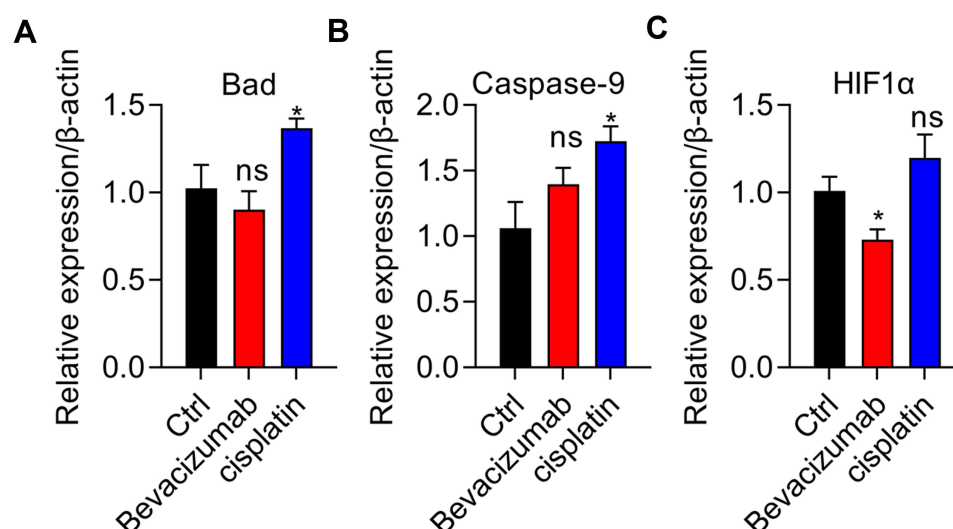 A
Relative expression/β-actin
Bad
1.5
1.0
0.5
0.0
ns
*
Ctrl
Bevacizumab
cisplatin
B
Relative expression/β-actin
Caspase-9
2.0
1.5
1.0
0.5
0.0
ns
*
Ctrl
Bevacizumab
cisplatin
C
Relative expression/β-actin
HIF1α
1.5
1.0
0.5
0.0
*
ns
Ctrl
Bevacizumab
cisplatin